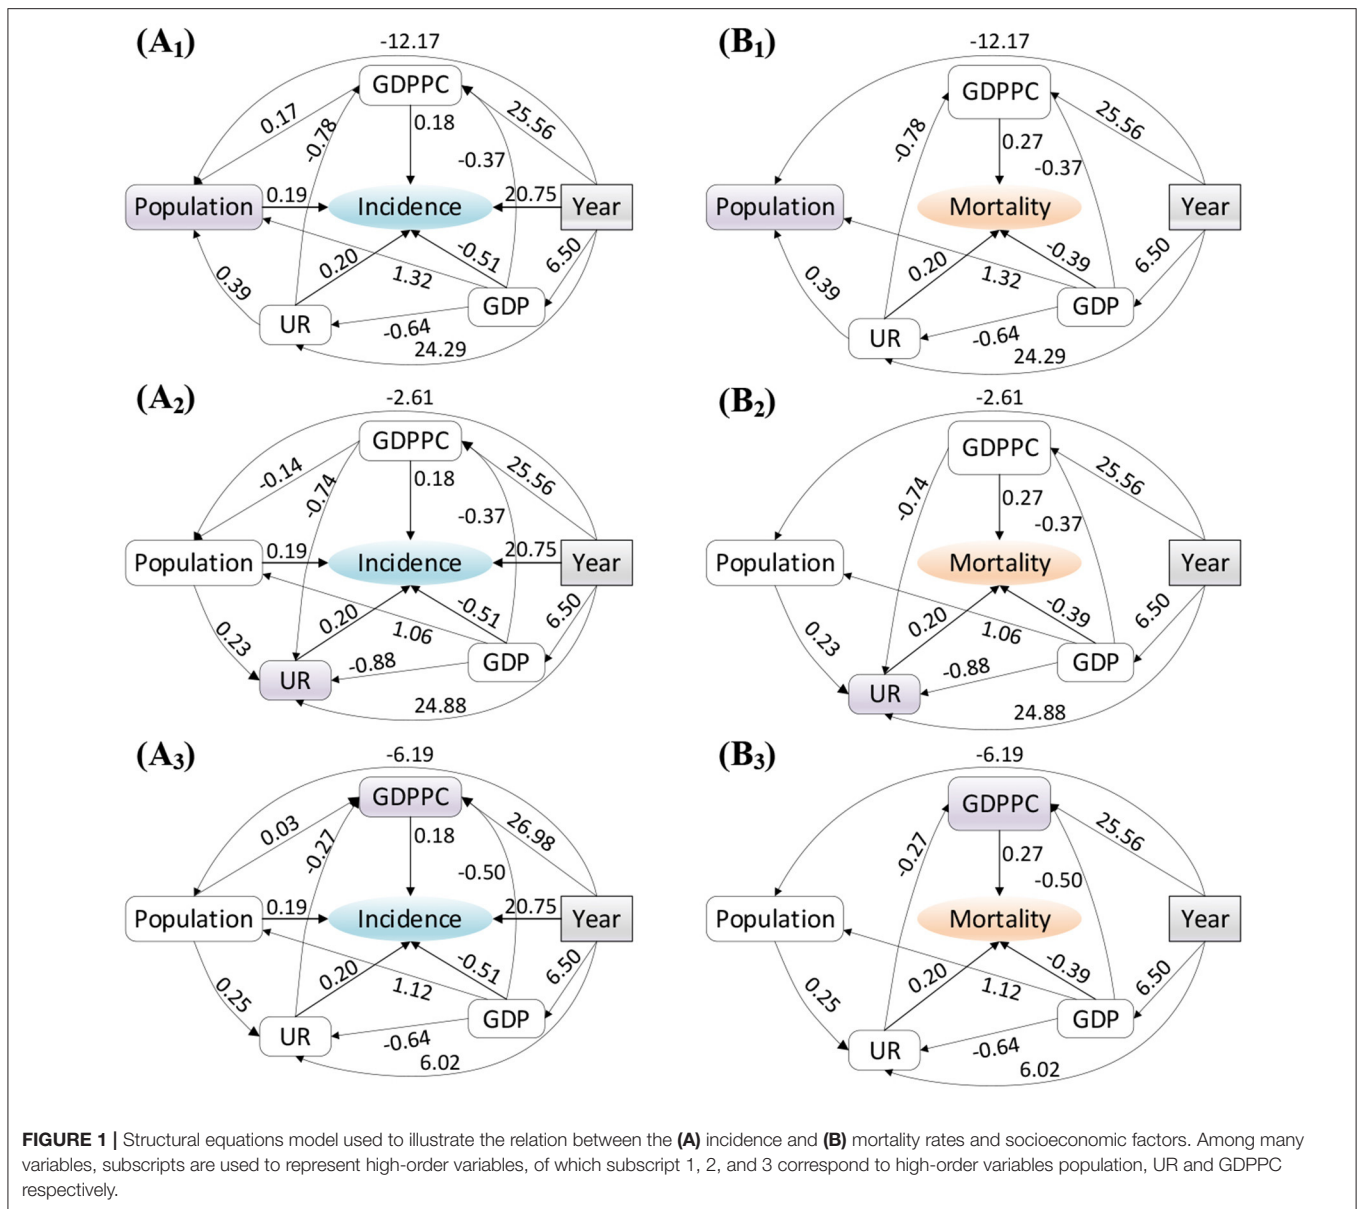 (A1)
-12.17
GDPPC
0.17
-0.78
0.18
25.56
-0.37
Population
0.19
Incidence
20.75
Year
0.39
0.20
1.32
-0.51
6.50
UR
-0.64
GDP
24.29
(B1)
-12.17
GDPPC
-0.78
0.27
25.56
-0.37
Population
Mortality
Year
0.39
0.20
1.32
-0.39
6.50
UR
-0.64
GDP
24.29
(A2)
-2.61
GDPPC
-0.14
-0.74
0.18
25.56
-0.37
Population
0.19
Incidence
20.75
Year
0.23
0.20
1.06
-0.51
6.50
UR
-0.88
GDP
24.88
(B2)
-2.61
GDPPC
-0.74
0.27
25.56
-0.37
Population
Mortality
Year
0.23
0.20
1.06
-0.39
6.50
UR
-0.88
GDP
24.88
(A3)
-6.19
GDPPC
0.03
-0.27
0.18
26.98
-0.50
Population
0.19
Incidence
20.75
Year
0.25
0.20
1.12
-0.51
6.50
UR
-0.64
GDP
6.02
(B3)
-6.19
GDPPC
-0.27
0.27
25.56
-0.50
Population
Mortality
Year
0.25
0.20
1.12
-0.39
6.50
UR
-0.64
GDP
6.02
FIGURE 1 | Structural equations model used to illustrate the relation between the (A) incidence and (B) mortality rates and socioeconomic factors. Among many
variables, subscripts are used to represent high-order variables, of which subscript 1, 2, and 3 correspond to high-order variables population, UR and GDPPC
respectively.